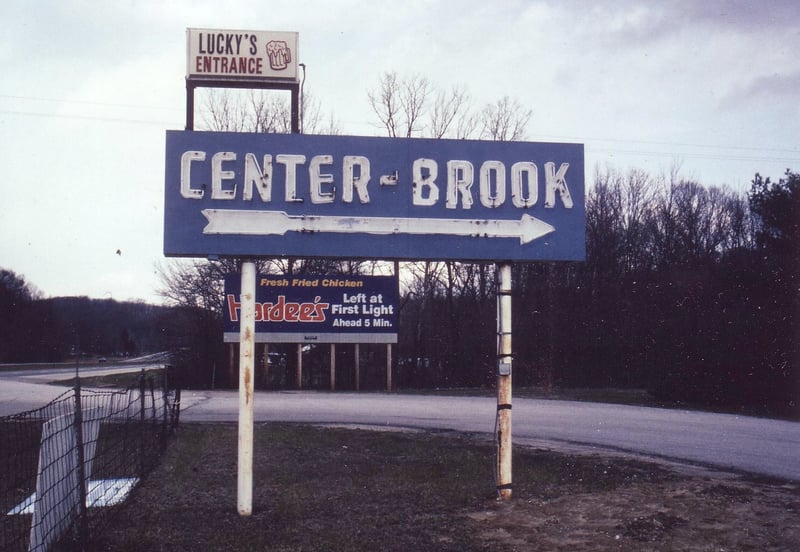 LUCKY'S
ENTRANCE
CENTER-BROOK
Fresh Fried Chicken
Hardee's
Left at
First Light
Ahead 5 Min.